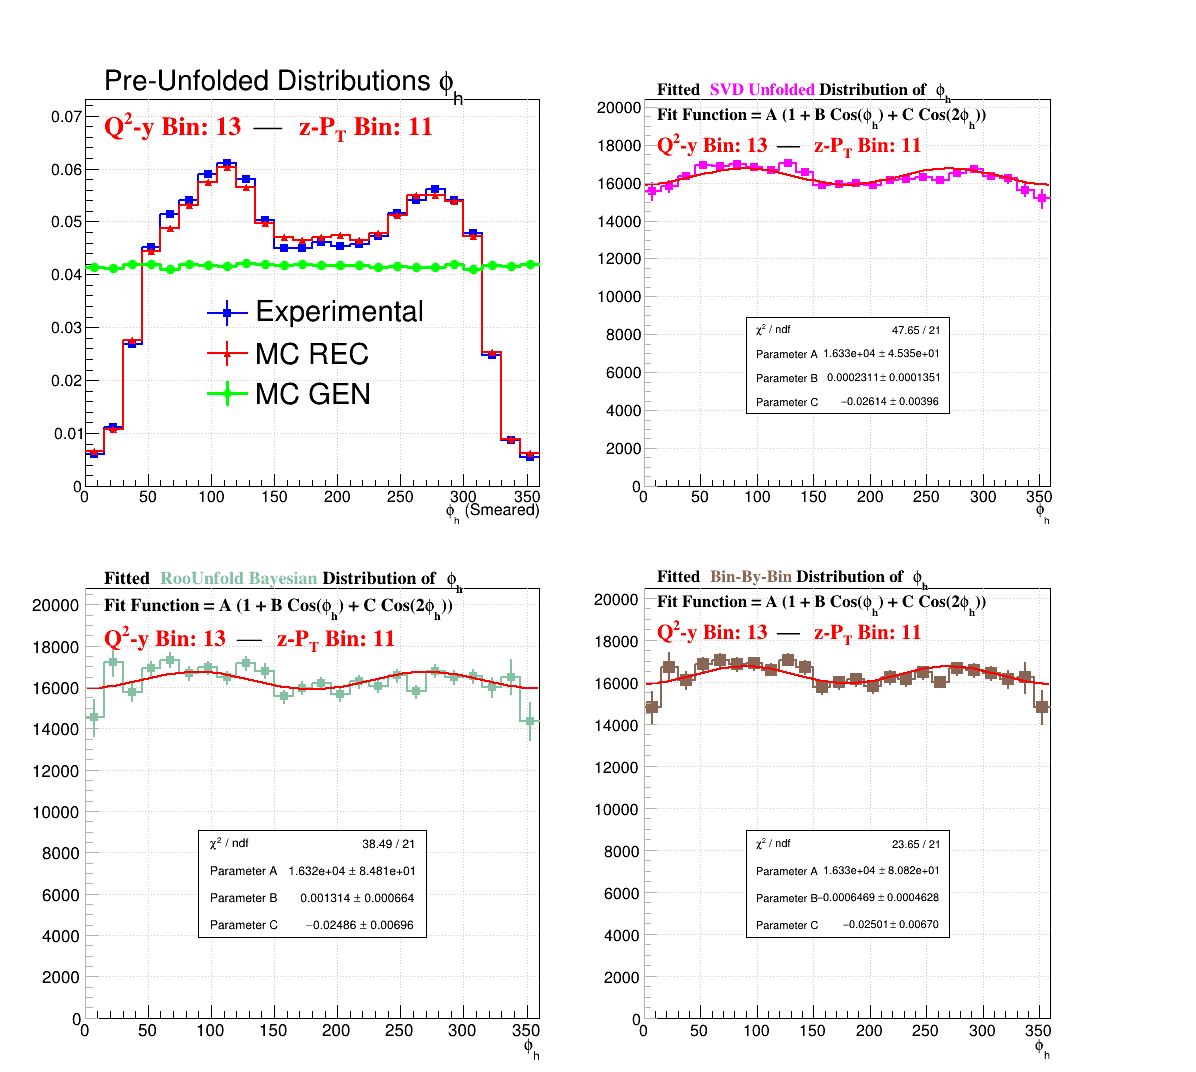 Pre-Unfolded Distributions ϕh
Q2-y Bin: 13 — z-PT Bin: 11
0.07
0.06
0.05
0.04
0.03
0.02
0.01
0
Experimental
MC REC
MC GEN
0 50 100 150 200 250 300 350
ϕh (Smeared)
Fitted SVD Unfolded Distribution of ϕh
Fit Function = A (1 + B Cos(ϕh) + C Cos(2ϕh))
Q2-y Bin: 13 — z-PT Bin: 11
20000
18000
16000
14000
12000
10000
8000
6000
4000
2000
0
χ2 / ndf 47.65 / 21
Parameter A 1.633e+04 ± 4.535e+01
Parameter B 0.0002311 ± 0.0001351
Parameter C −0.02614 ± 0.00396
0 50 100 150 200 250 300 350
ϕh
Fitted RooUnfold Bayesian Distribution of ϕh
Fit Function = A (1 + B Cos(ϕh) + C Cos(2ϕh))
Q2-y Bin: 13 — z-PT Bin: 11
20000
18000
16000
14000
12000
10000
8000
6000
4000
2000
0
χ2 / ndf 38.49 / 21
Parameter A 1.632e+04 ± 8.481e+01
Parameter B 0.001314 ± 0.000664
Parameter C −0.02486 ± 0.00696
0 50 100 150 200 250 300 350
ϕh
Fitted Bin-By-Bin Distribution of ϕh
Fit Function = A (1 + B Cos(ϕh) + C Cos(2ϕh))
Q2-y Bin: 13 — z-PT Bin: 11
20000
18000
16000
14000
12000
10000
8000
6000
4000
2000
0
χ2 / ndf 23.65 / 21
Parameter A 1.633e+04 ± 8.082e+01
Parameter B −0.0006469 ± 0.0004628
Parameter C −0.02501 ± 0.00670
0 50 100 150 200 250 300 350
ϕh